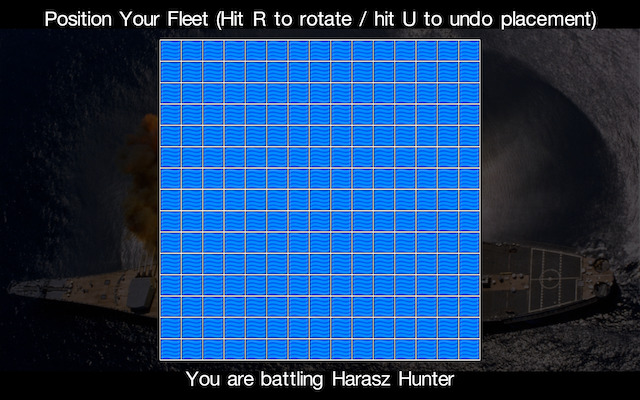 Position Your Fleet (Hit R to rotate / hit U to undo placement)
You are battling Harasz Hunter